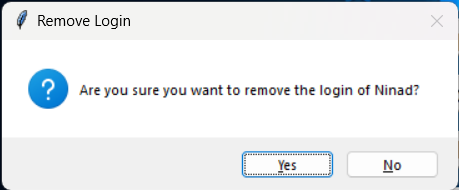 Remove Login
Are you sure you want to remove the login of Ninad?
Yes
No